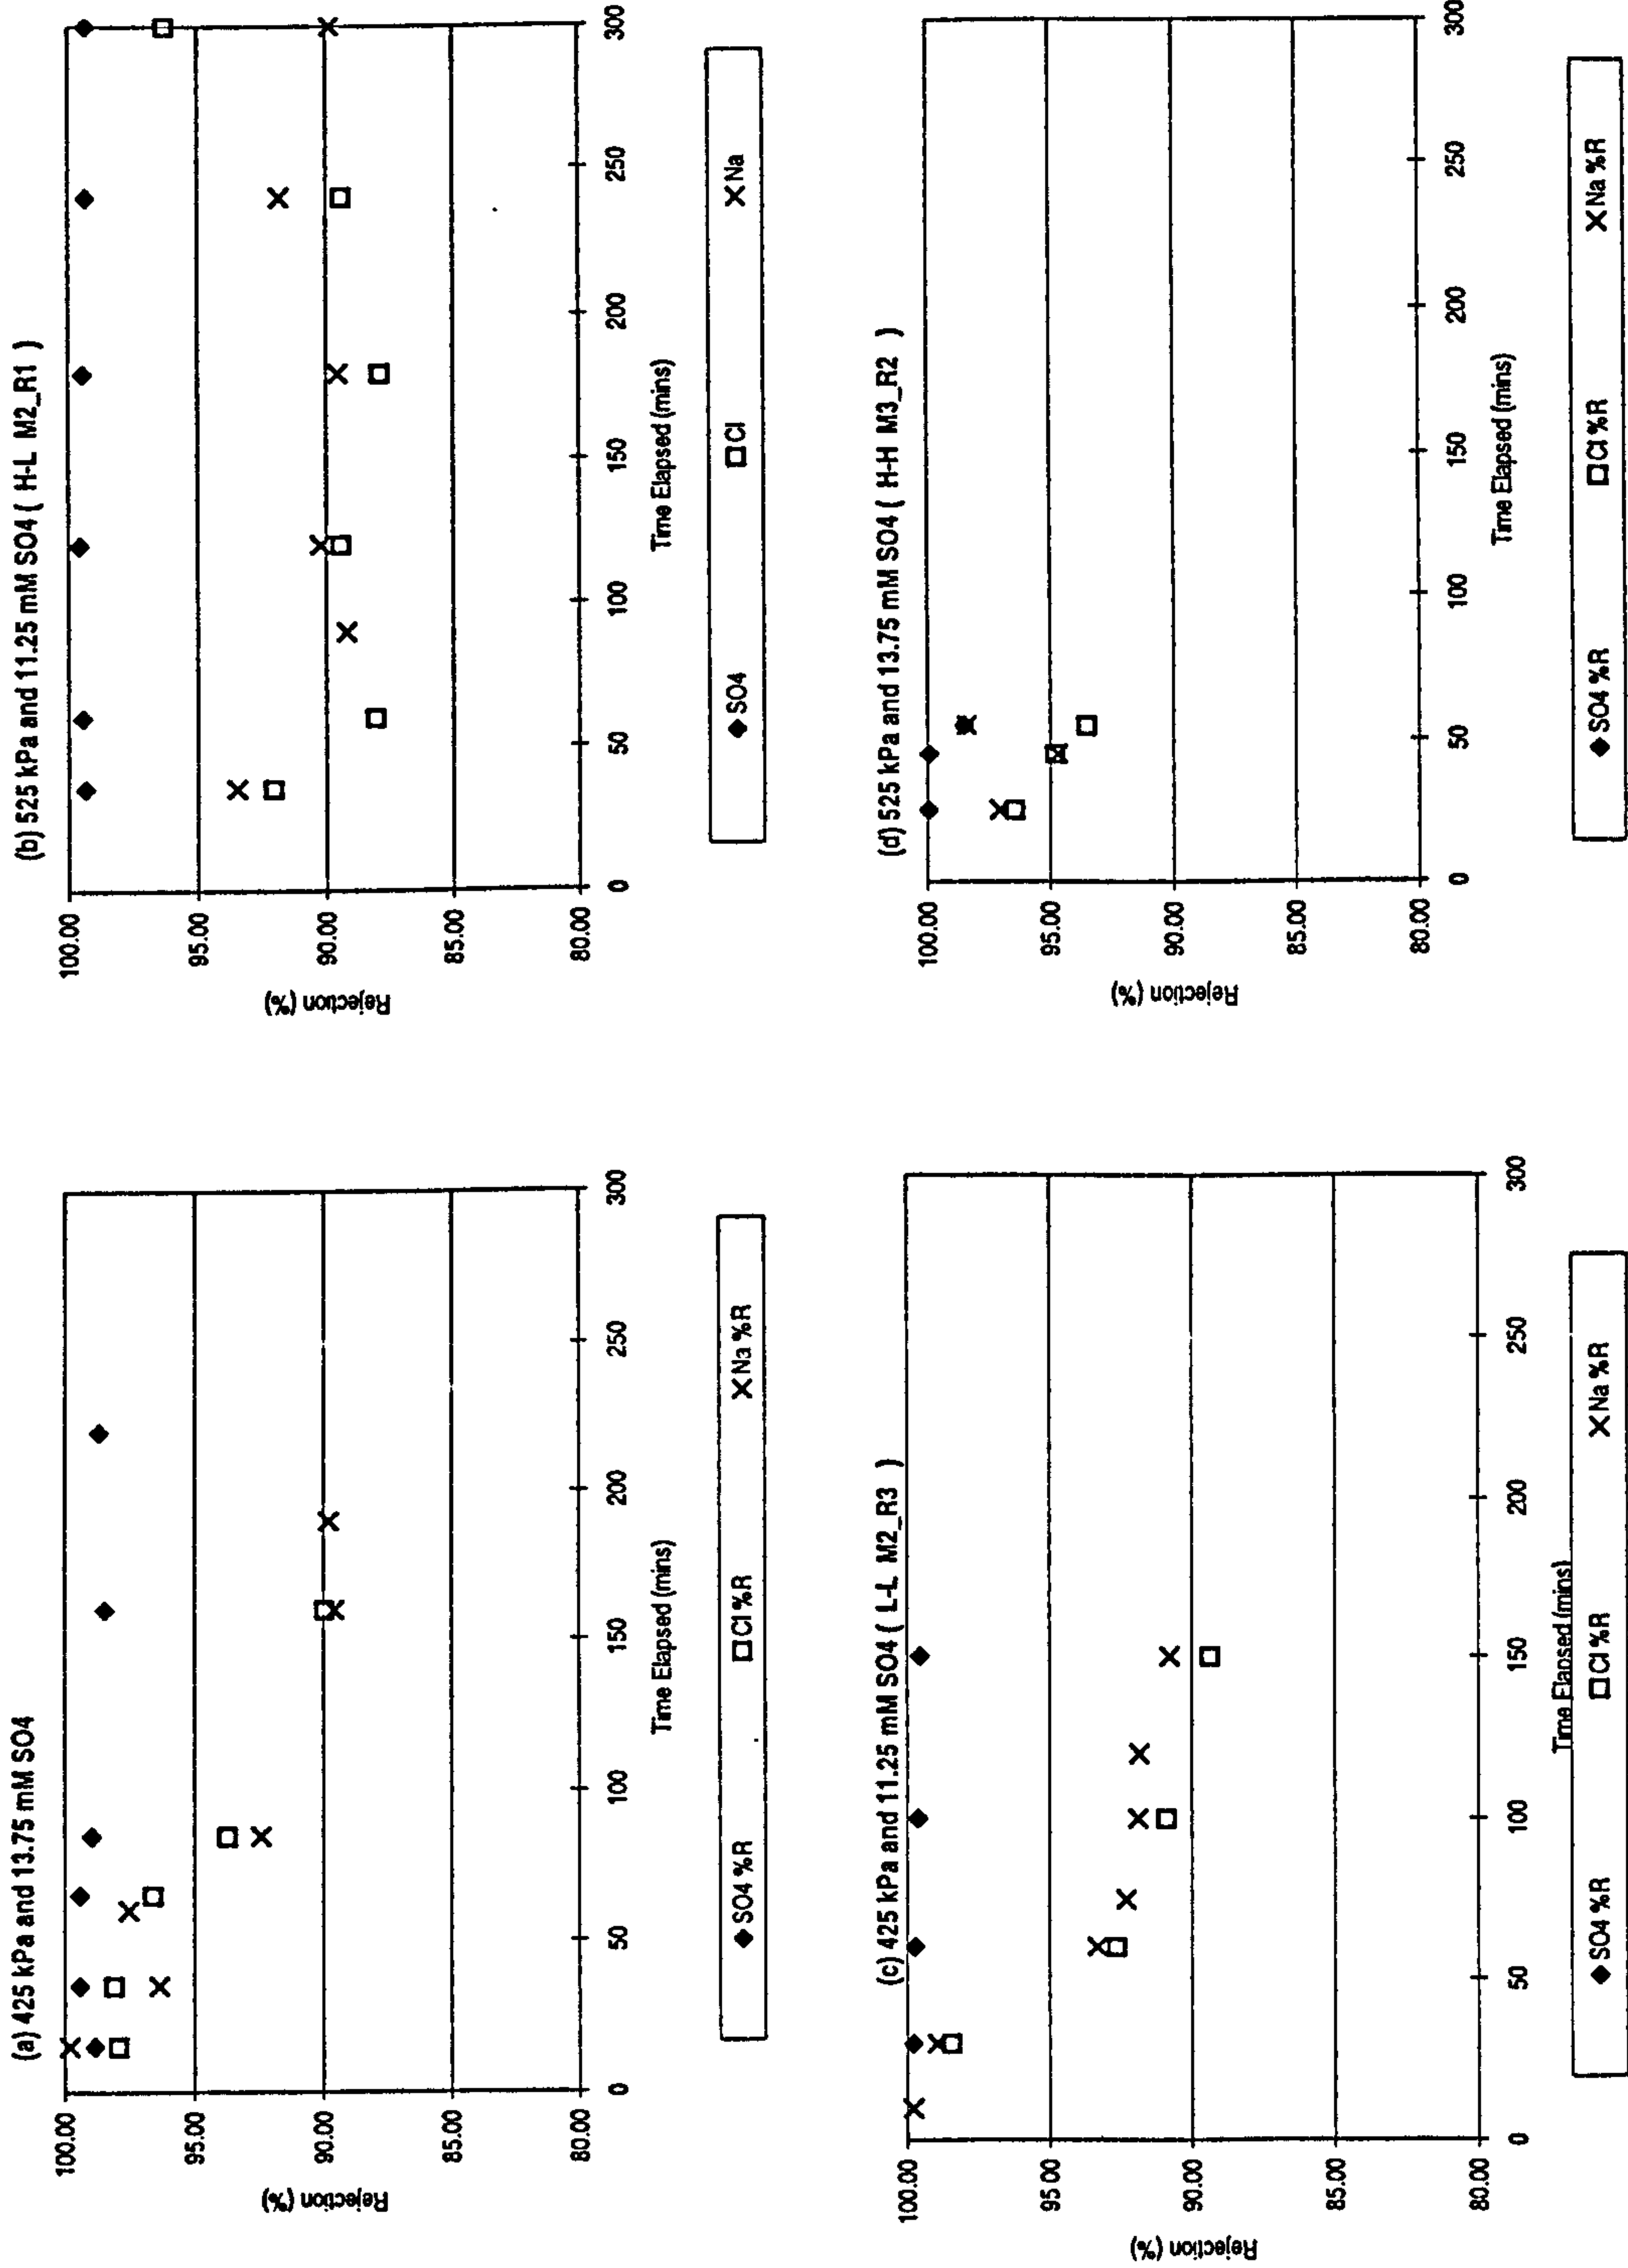 (a) 425 kPa and 13.75 mM SO4
100.00
95.00
90.00
85.00
80.00
Rejection (%)
0 50 100 150 200 250 300
Time Elapsed (mins)
SO4 %R Cl %R Na %R
(b) 525 kPa and 11.25 mM SO4 ( H-L M2_R1 )
100.00
95.00
90.00
85.00
80.00
Rejection (%)
0 50 100 150 200 250 300
Time Elapsed (mins)
SO4 Cl Na
(c) 425 kPa and 11.25 mM SO4 ( L-L M2_R3 )
100.00
95.00
90.00
85.00
80.00
Rejection (%)
0 50 100 150 200 250 300
Time Elapsed (mins)
SO4 %R Cl %R Na %R
(d) 525 kPa and 13.75 mM SO4 ( H-H M3_R2 )
100.00
95.00
90.00
85.00
80.00
Rejection (%)
0 50 100 150 200 250 300
Time Elapsed (mins)
SO4 %R Cl %R Na %R